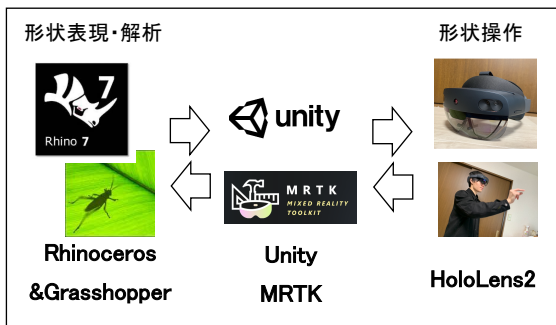 形状表現・解析
形状操作
7
Rhino 7
unity
MRTK
MIXED REALITY
TOOLKIT
Rhinoceros
&Grasshopper
Unity
MRTK
HoloLens2